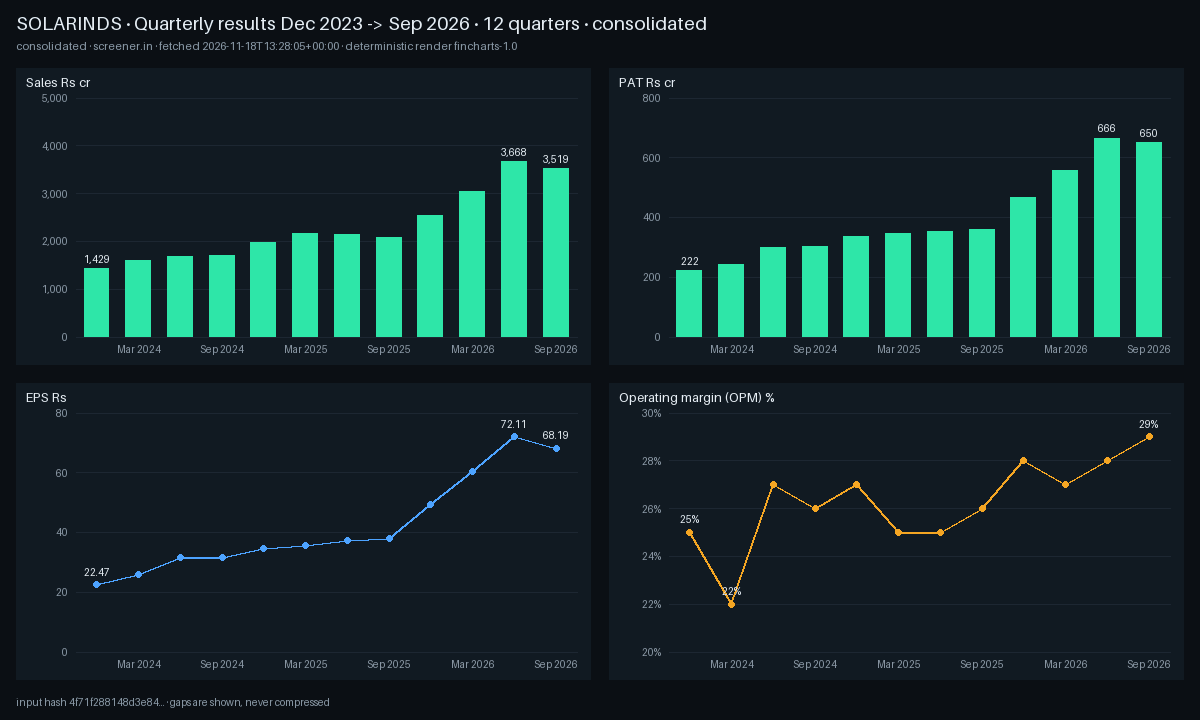 SOLARINDS · Quarterly results Dec 2023 -> Sep 2026 · 12 quarters · consolidated
consolidated · screener.in · fetched 2026-11-18T13:28:05+00:00 · deterministic render fincharts-1.0
Sales Rs cr
5,000
4,000
3,000
2,000
1,000
0
1,429
3,668
3,519
Mar 2024
Sep 2024
Mar 2025
Sep 2025
Mar 2026
Sep 2026
PAT Rs cr
800
600
400
200
0
222
666
650
Mar 2024
Sep 2024
Mar 2025
Sep 2025
Mar 2026
Sep 2026
EPS Rs
80
60
40
20
0
22.47
72.11
68.19
Mar 2024
Sep 2024
Mar 2025
Sep 2025
Mar 2026
Sep 2026
Operating margin (OPM) %
30%
28%
26%
24%
22%
20%
25%
22%
29%
Mar 2024
Sep 2024
Mar 2025
Sep 2025
Mar 2026
Sep 2026
input hash 4f71f288148d3e84… · gaps are shown, never compressed